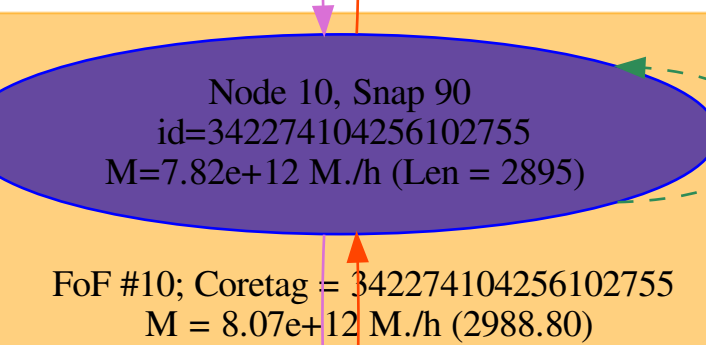 Node 10, Snap 90
id=342274104256102755
M=7.82e+12 M./h (Len = 2895)
FoF #10; Coretag = 342274104256102755
M = 8.07e+12 M./h (2988.80)